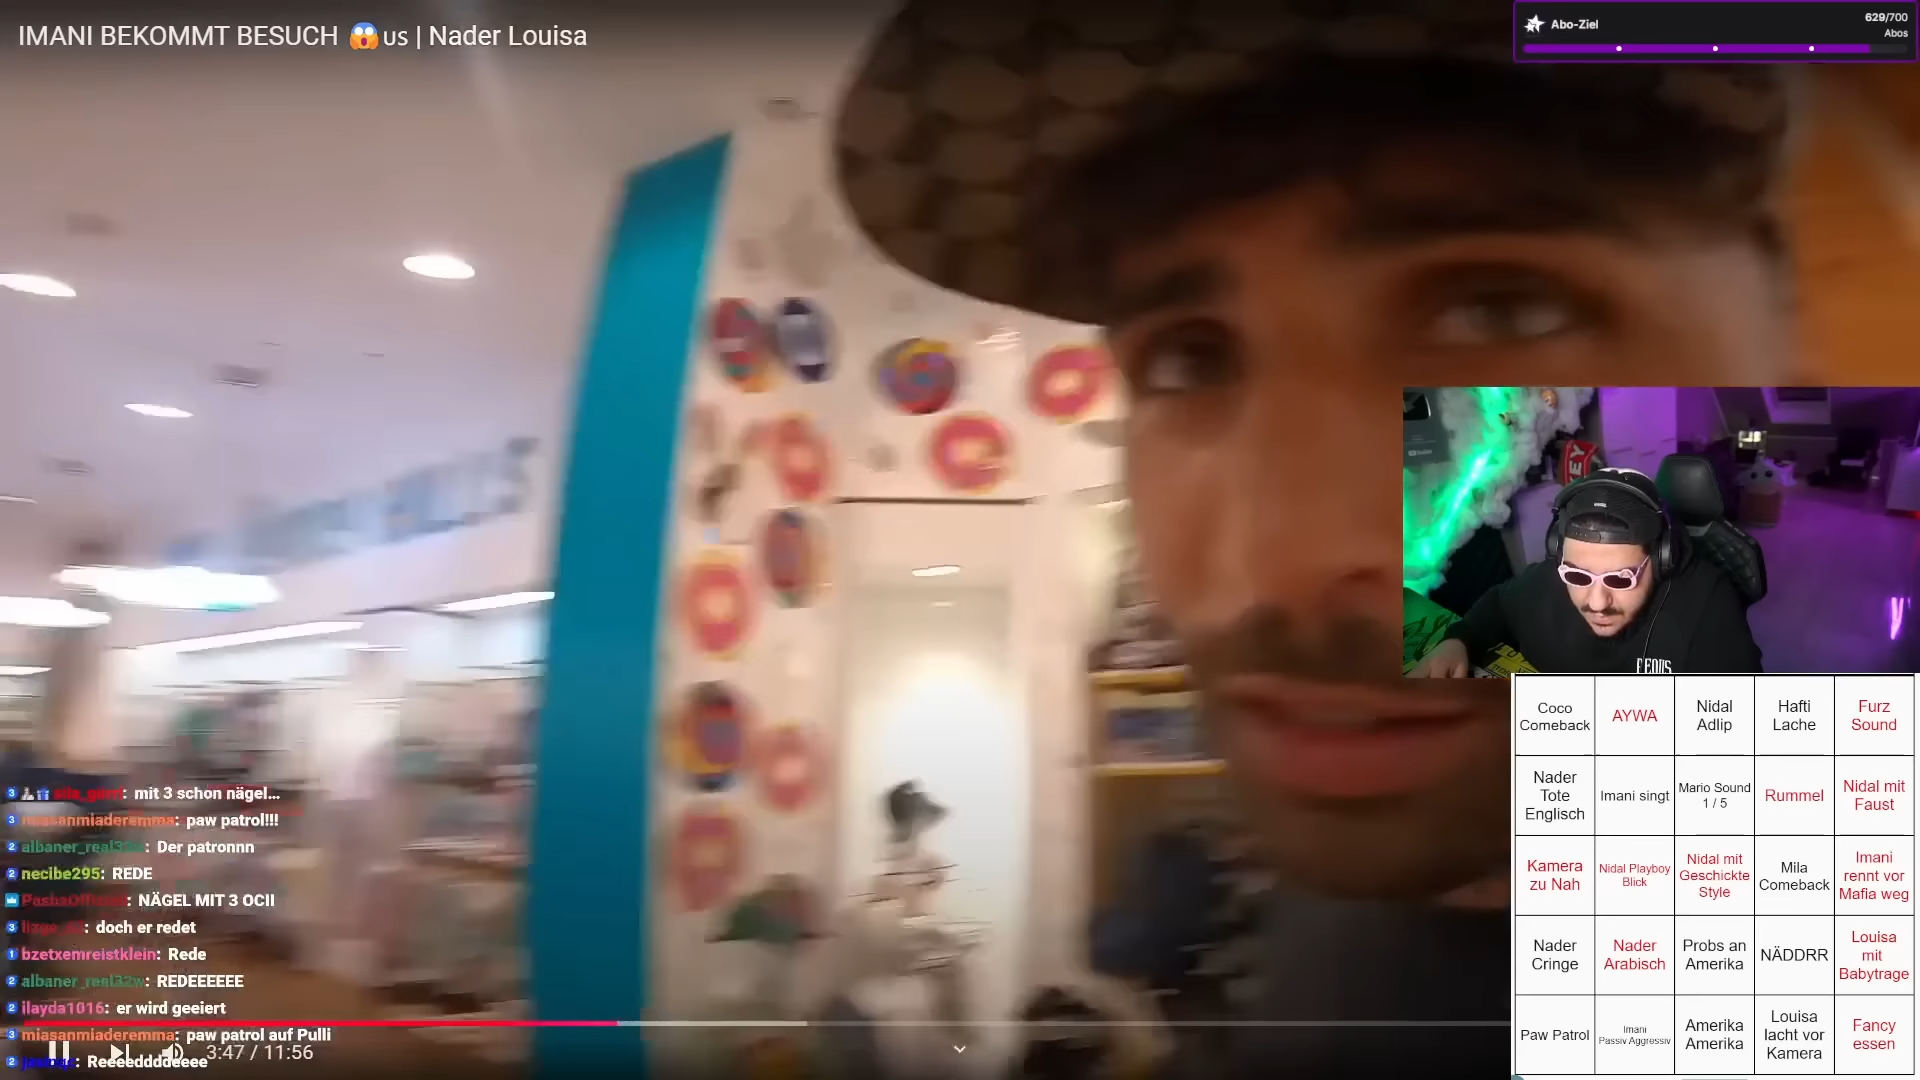 IMANI BEKOMMT BESUCH 😱 us | Nader Louisa
Abo-Ziel
629/700
Abos
mit 3 schon nägel...
miasanmiaderemma: paw patrol!!!
albaner_real32w: Der patronnn
necibe295: REDE
: NÄGEL MIT 3 OCII
: doch er redet
bzetxemreistklein: Rede
albaner_real32w: REDEEEEEE
ilayda1016: er wird geeiert
miasanmiaderemma: paw patrol auf Pulli
: Reeeeddddeeee
3:47 / 11:56
Coco Comeback
AYWA
Nidal Adlip
Hafti Lache
Furz Sound
Nader Tote Englisch
Imani singt
Mario Sound 1 / 5
Rummel
Nidal mit Faust
Kamera zu Nah
Nidal Playboy Blick
Nidal mit Geschickte Style
Mila Comeback
Imani rennt vor Mafia weg
Nader Cringe
Nader Arabisch
Probs an Amerika
NÄDDRR
Louisa mit Babytrage
Paw Patrol
Imani Passiv Aggressiv
Amerika Amerika
Louisa lacht vor Kamera
Fancy essen